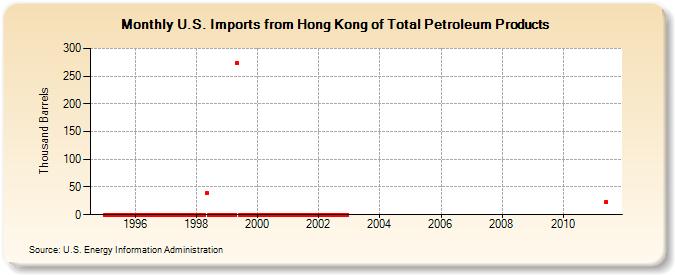 Monthly U.S. Imports from Hong Kong of Total Petroleum Products
Thousand Barrels
300
250
200
150
100
50
0
1996 1998 2000 2002 2004 2006 2008 2010
Source: U.S. Energy Information Administration